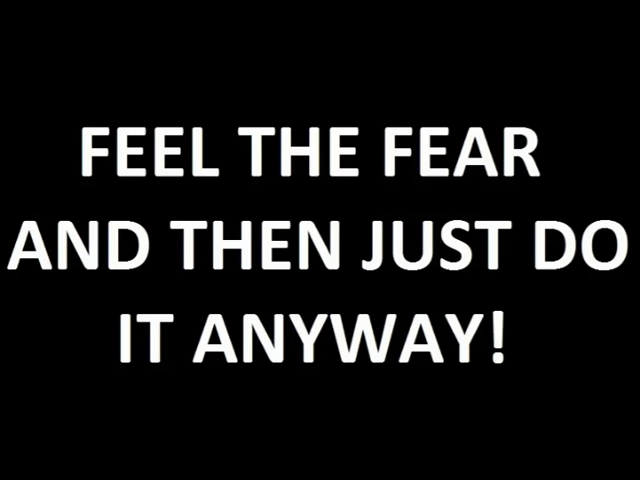 FEEL THE FEAR
AND THEN JUST DO
IT ANYWAY!